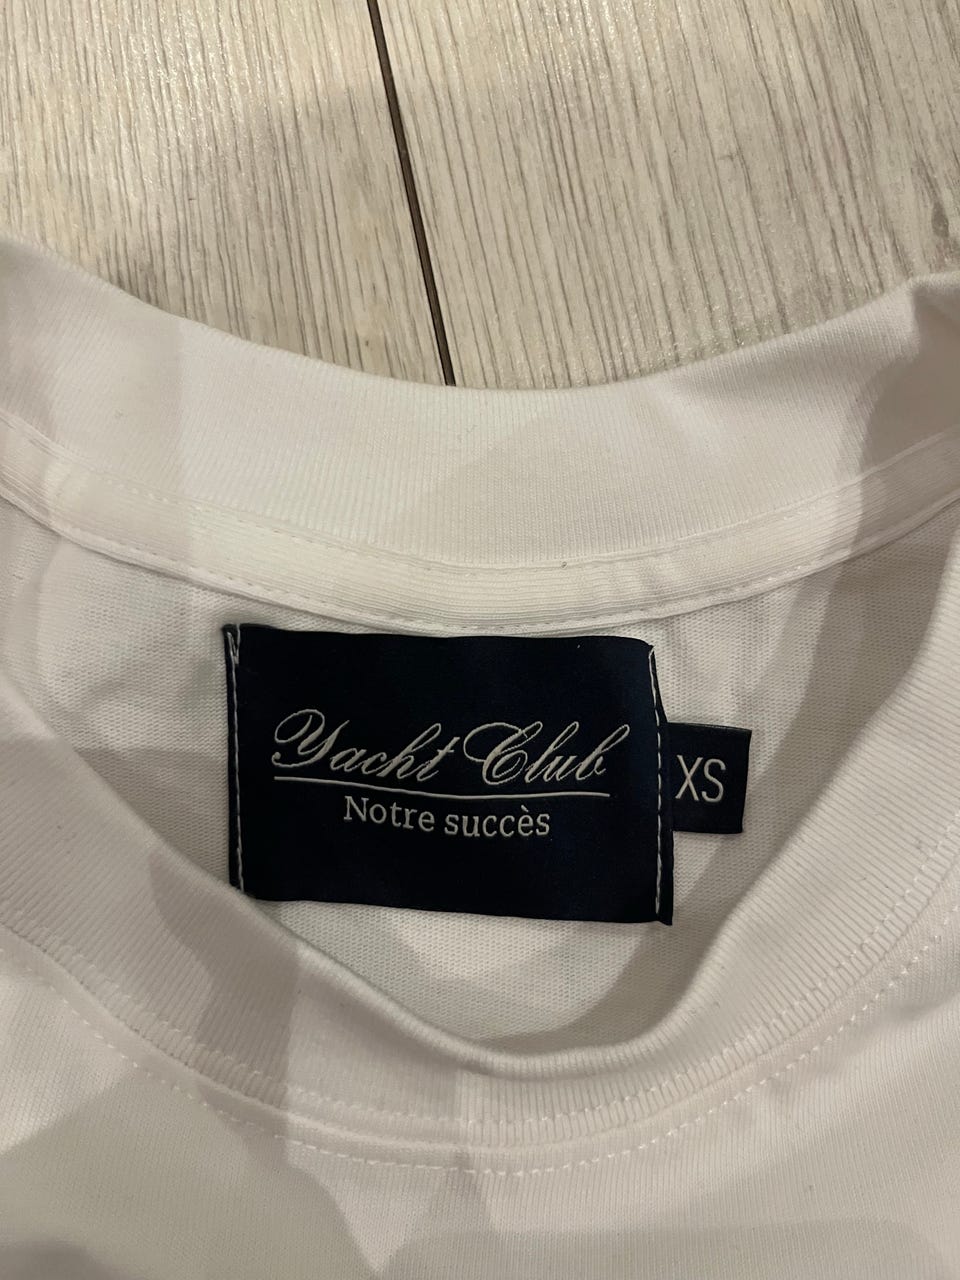 Yacht Club
Notre succès
XS